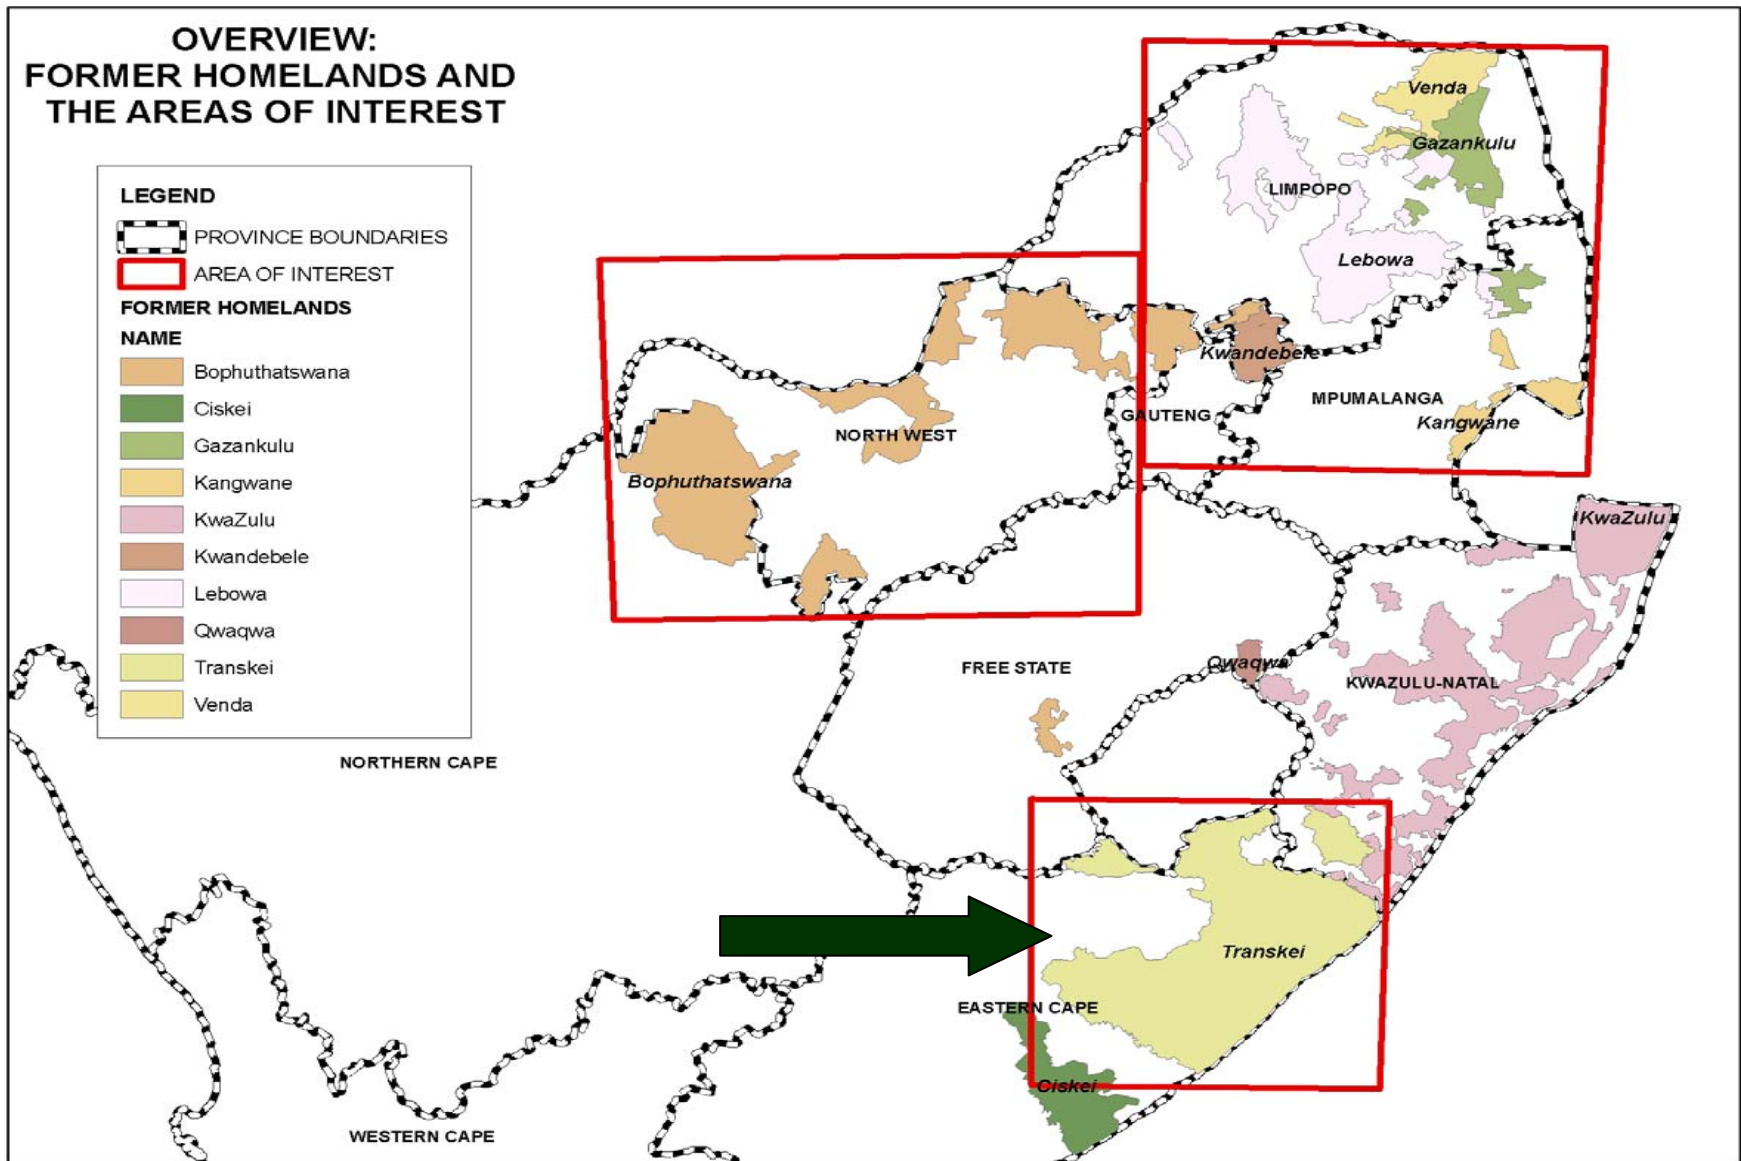 OVERVIEW:
FORMER HOMELANDS AND
THE AREAS OF INTEREST
LEGEND
PROVINCE BOUNDARIES
AREA OF INTEREST
FORMER HOMELANDS
NAME
Bophuthatswana
Ciskei
Gazankulu
Kangwane
KwaZulu
Kwandebele
Lebowa
Qwaqwa
Transkei
Venda
Venda
Gazankulu
LIMPOPO
Lebowa
Kwandebele
MPUMALANGA
GAUTENG
Kangwane
NORTH WEST
Bophuthatswana
KwaZulu
FREE STATE
Qwaqwa
KWAZULU-NATAL
NORTHERN CAPE
Transkei
EASTERN CAPE
Ciskei
WESTERN CAPE